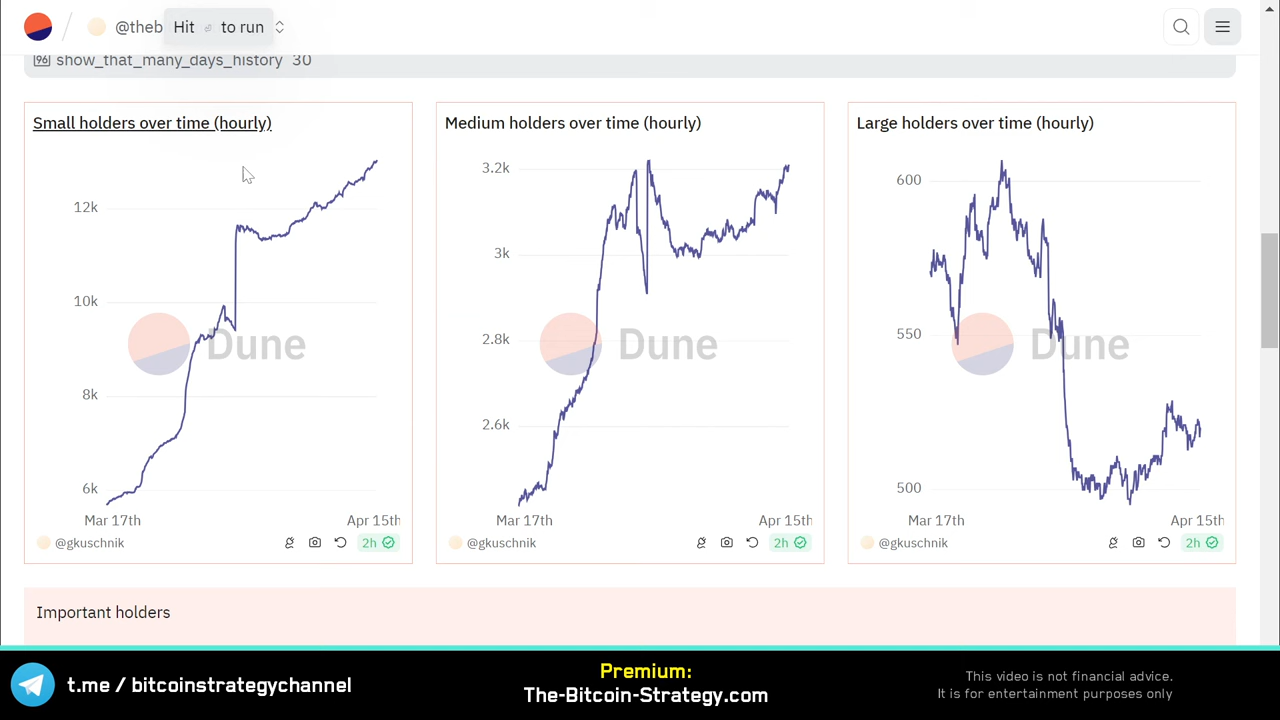 @theb Hit ⏎ to run
show_that_many_days_history 30
Small holders over time (hourly)
12k
10k
8k
6k
Dune
Mar 17th Apr 15th
@gkuschnik 2h
Medium holders over time (hourly)
3.2k
3k
2.8k
2.6k
Dune
Mar 17th Apr 15th
@gkuschnik 2h
Large holders over time (hourly)
600
550
500
Dune
Mar 17th Apr 15th
@gkuschnik 2h
Important holders
t.me / bitcoinstrategychannel
Premium:
The-Bitcoin-Strategy.com
This video is not financial advice.
It is for entertainment purposes only